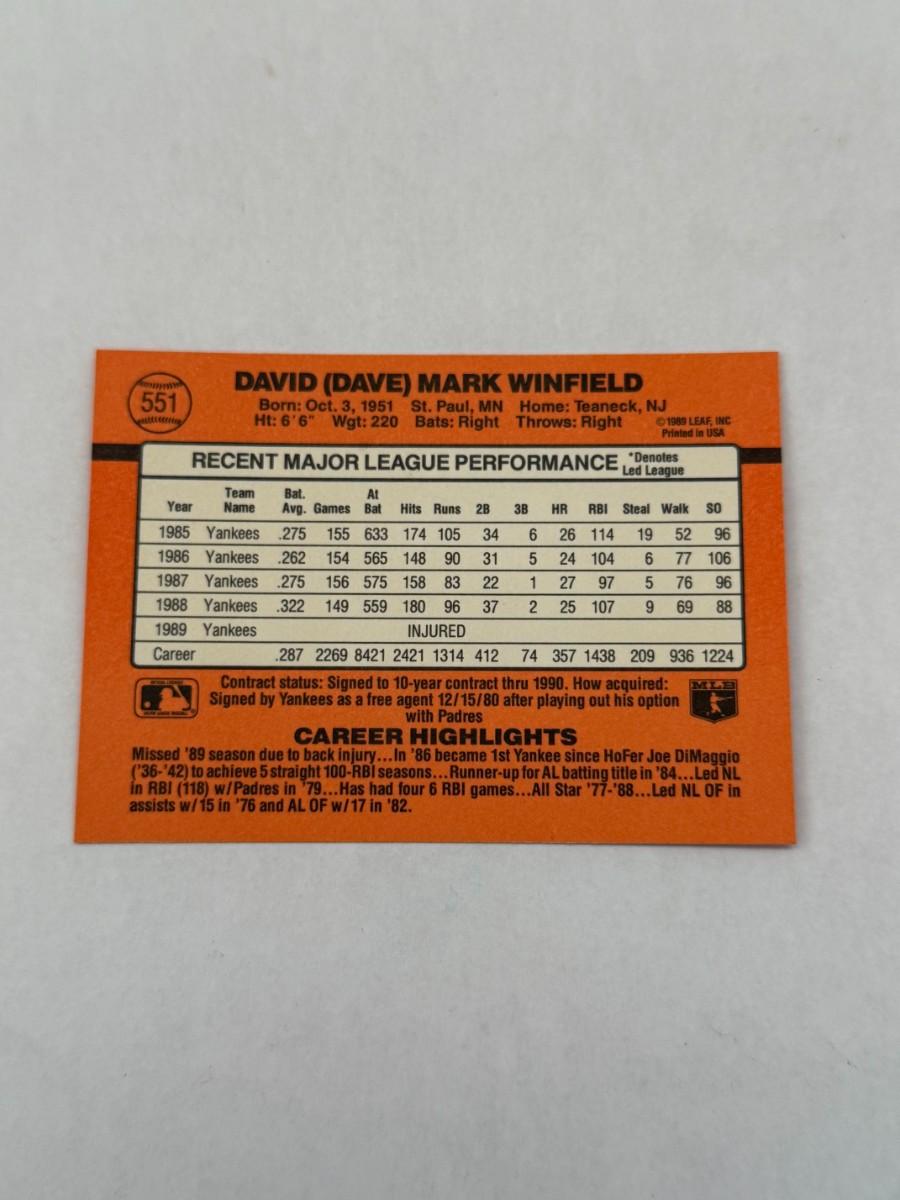 551
DAVID (DAVE) MARK WINFIELD
Born: Oct. 3, 1951 St. Paul, MN Home: Teaneck, NJ
Ht: 6'6" Wgt: 220 Bats: Right Throws: Right
©1989 LEAF, INC
Printed in USA
RECENT MAJOR LEAGUE PERFORMANCE
*Denotes
Led League
Year Team Name Bat. Avg. Games At Bat Hits Runs 2B 3B HR RBI Steal Walk SO
1985 Yankees .275 155 633 174 105 34 6 26 114 19 52 96
1986 Yankees .262 154 565 148 90 31 5 24 104 6 77 106
1987 Yankees .275 156 575 158 83 22 1 27 97 5 76 96
1988 Yankees .322 149 559 180 96 37 2 25 107 9 69 88
1989 Yankees INJURED
Career .287 2269 8421 2421 1314 412 74 357 1438 209 936 1224
Contract status: Signed to 10-year contract thru 1990. How acquired:
Signed by Yankees as a free agent 12/15/80 after playing out his option
with Padres
MLB
CAREER HIGHLIGHTS
Missed '89 season due to back injury...In '86 became 1st Yankee since HoFer Joe DiMaggio
('36-'42) to achieve 5 straight 100-RBI seasons...Runner-up for AL batting title in '84...Led NL
in RBI (118) w/Padres in '79...Has had four 6 RBI games...All Star '77-'88...Led NL OF in
assists w/15 in '76 and AL OF w/17 in '82.